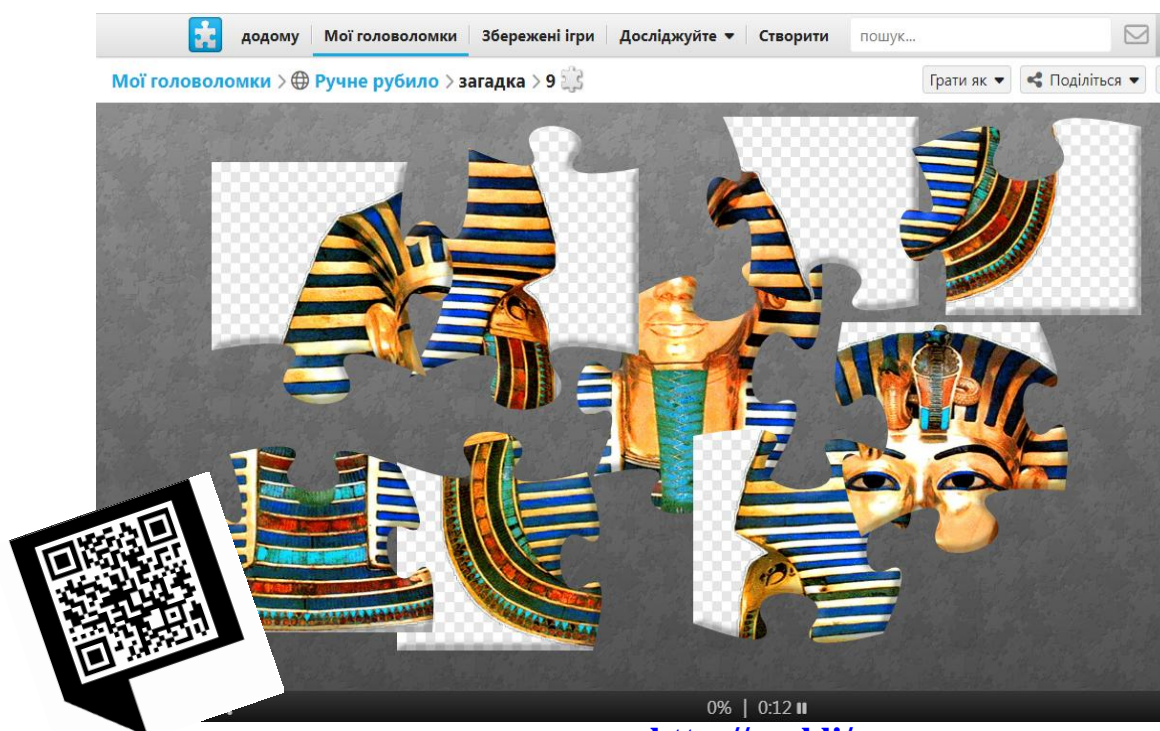 додому Мої головоломки Збережені ігри Досліджуйте Створити пошук...
Мої головоломки > Ручне рубило > загадка > 9 Грати як Поділіться
0% | 0:12